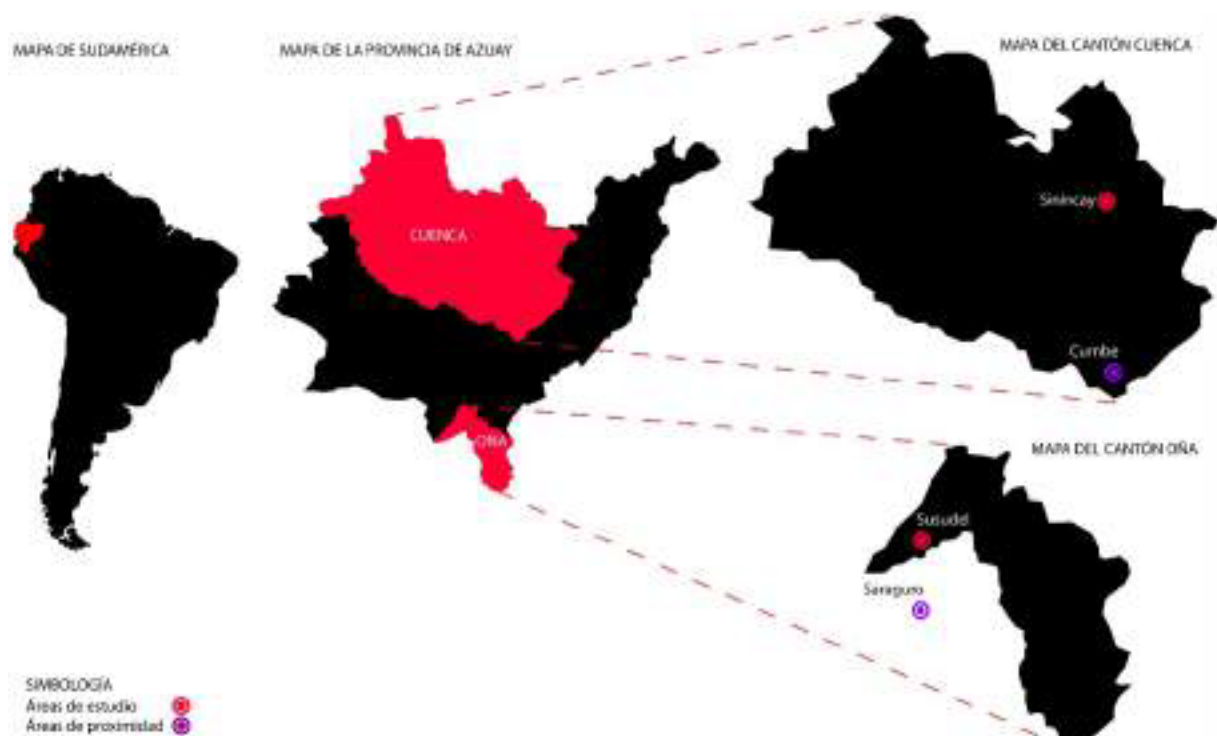 MAPA DE SUDAMÉRICA
MAPA DE LA PROVINCIA DE AZUAY
MAPA DEL CANTÓN CUENCA
Sinincay
CUENCA
Cumbe
OÑA
MAPA DEL CANTÓN OÑA
Susudel
Saraguro
SIMBOLOGÍA
Áreas de estudio
Áreas de proximidad